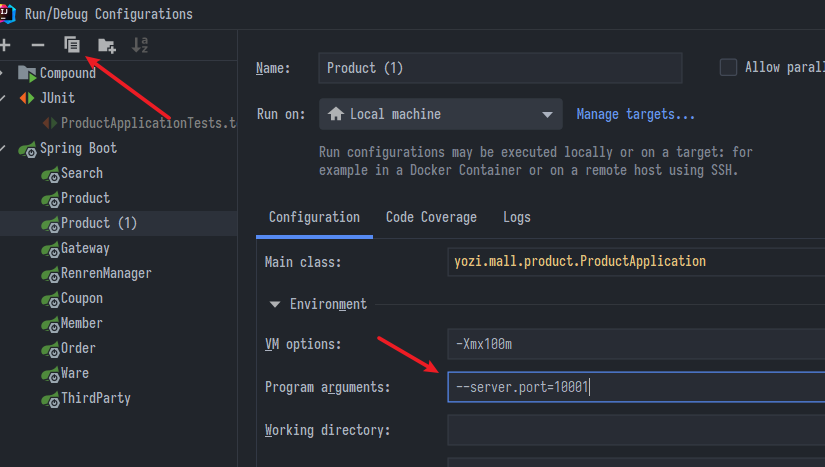 Run/Debug Configurations
Compound
JUnit
ProductApplicationTests.t
Spring Boot
Search
Product
Product (1)
Gateway
RenrenManager
Coupon
Member
Order
Ware
ThirdParty
Name: Product (1) Allow parall
Run on: Local machine Manage targets...
Run configurations may be executed locally or on a target: for
example in a Docker Container or on a remote host using SSH.
Configuration Code Coverage Logs
Main class: yozi.mall.product.ProductApplication
Environment
VM options: -Xmx100m
Program arguments: --server.port=10001
Working directory: